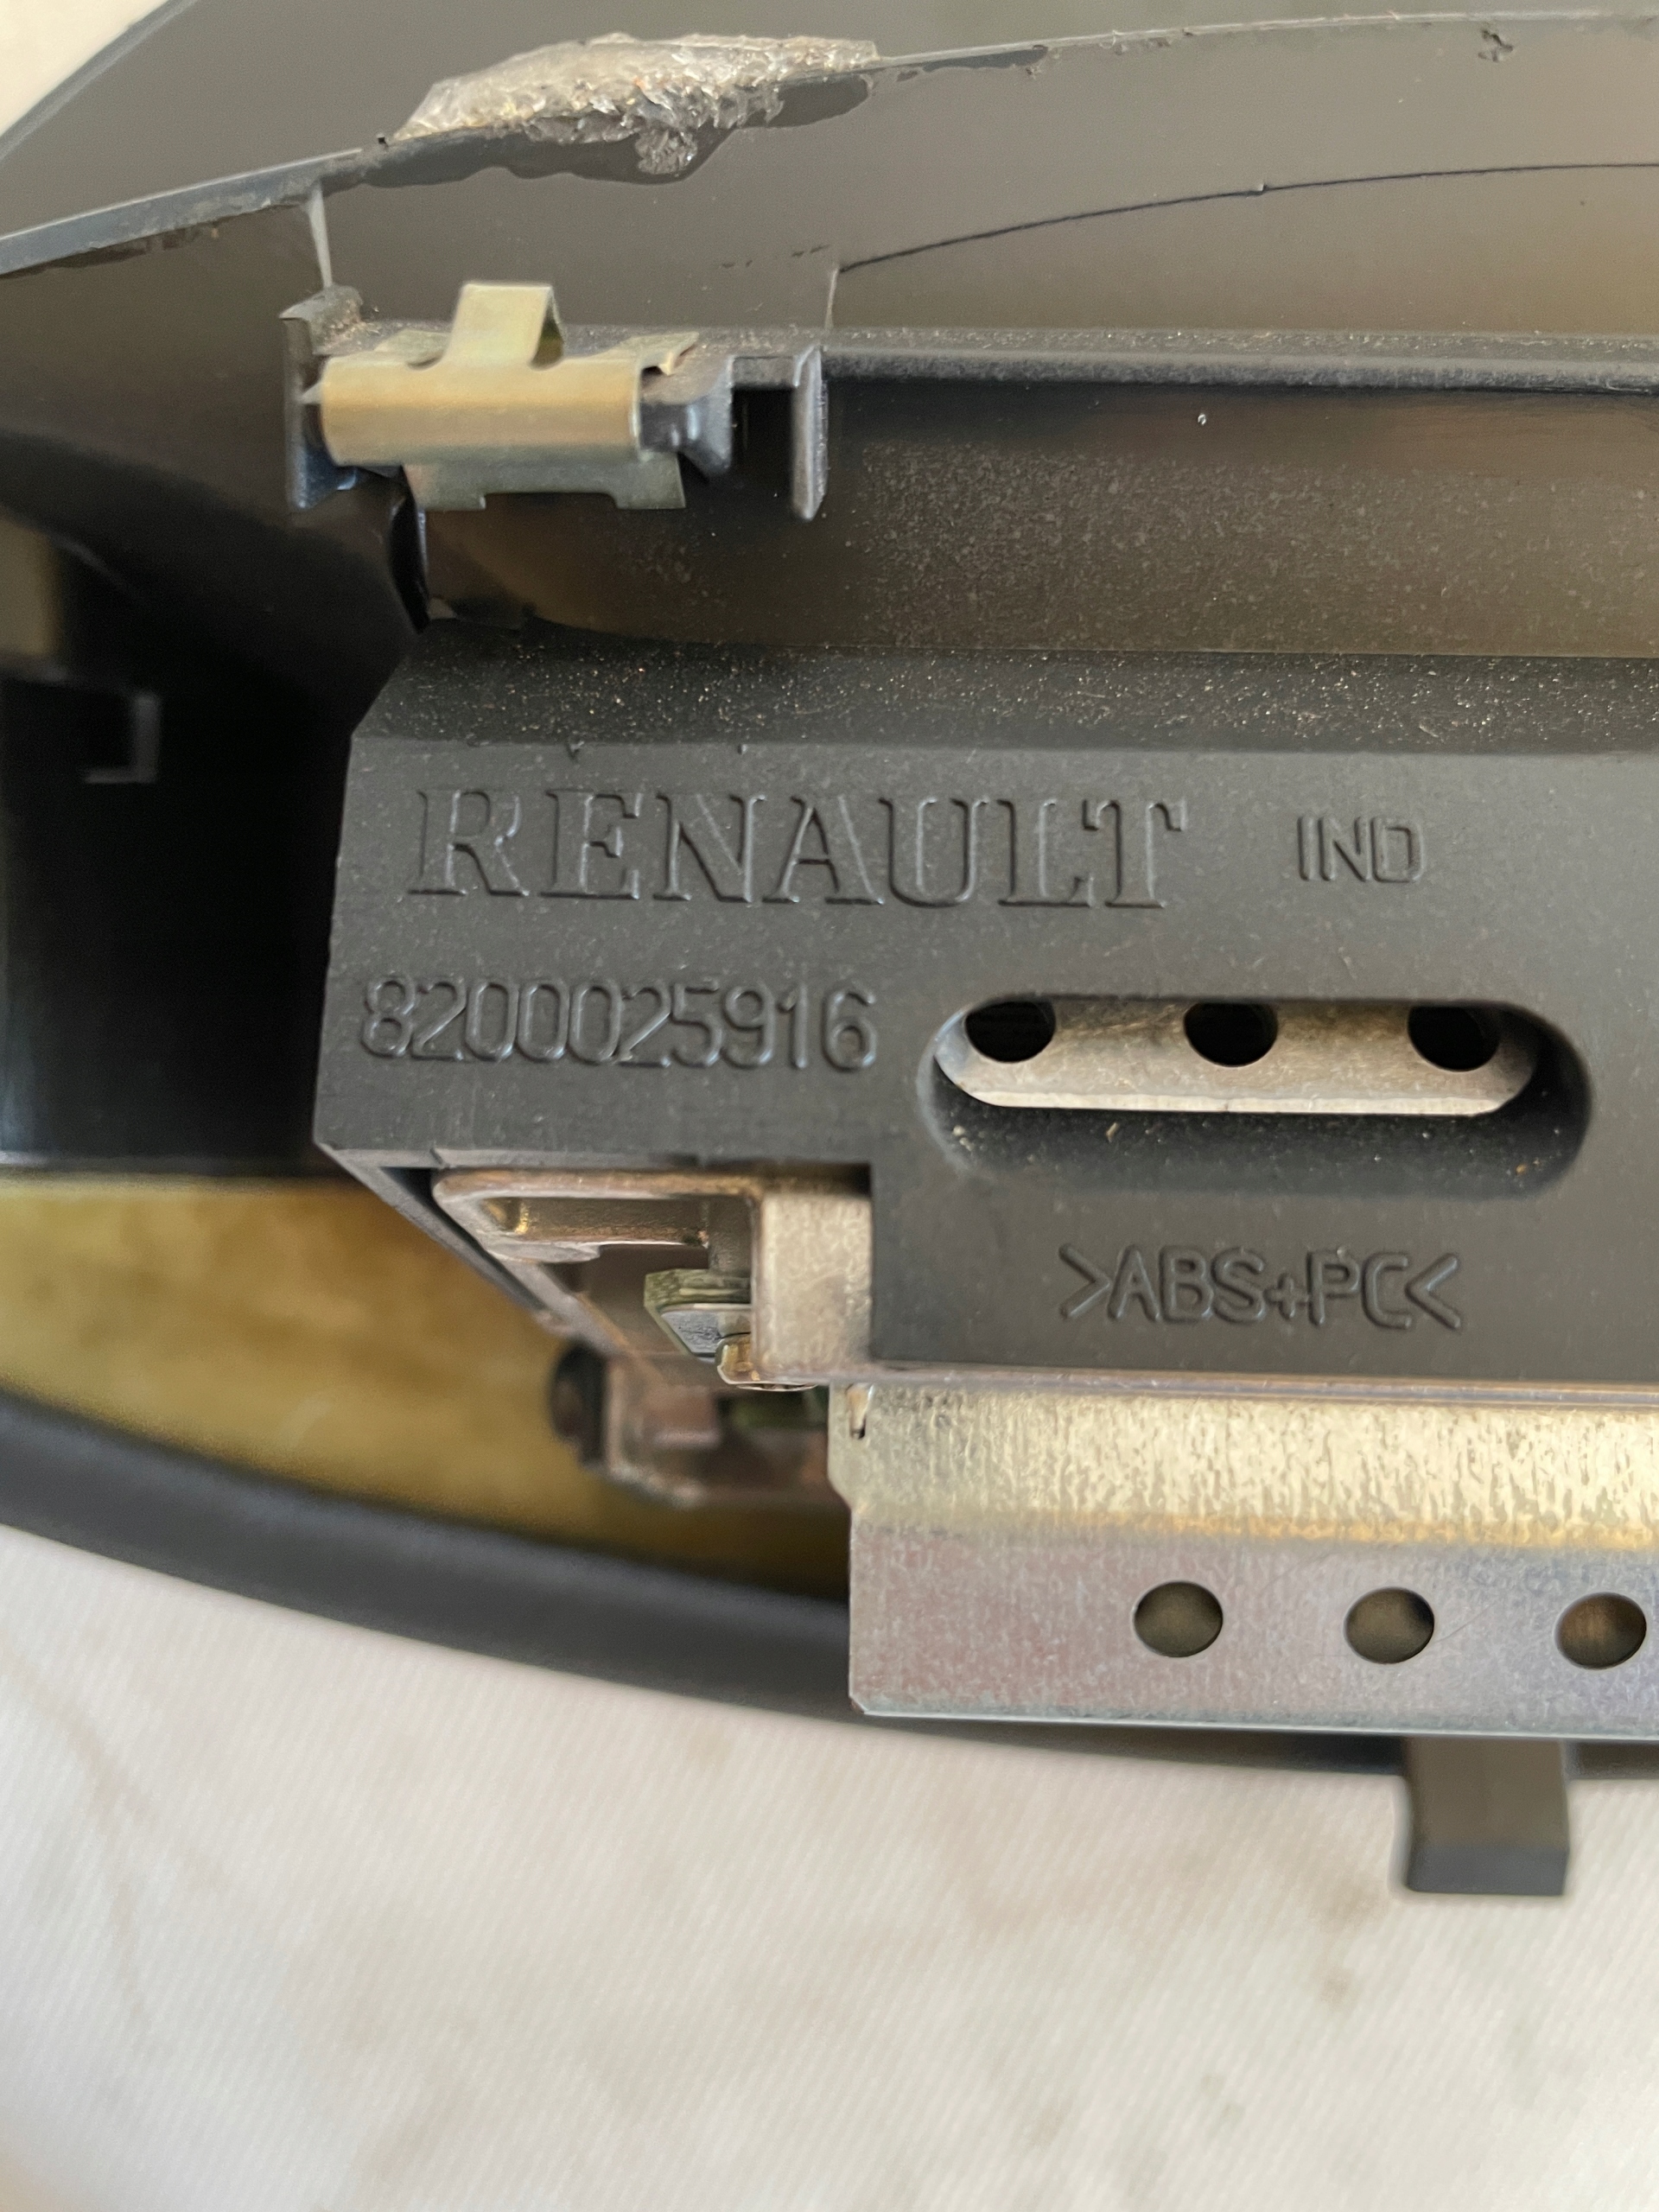 RENAULT IND
8200025916
>ABS+PC<